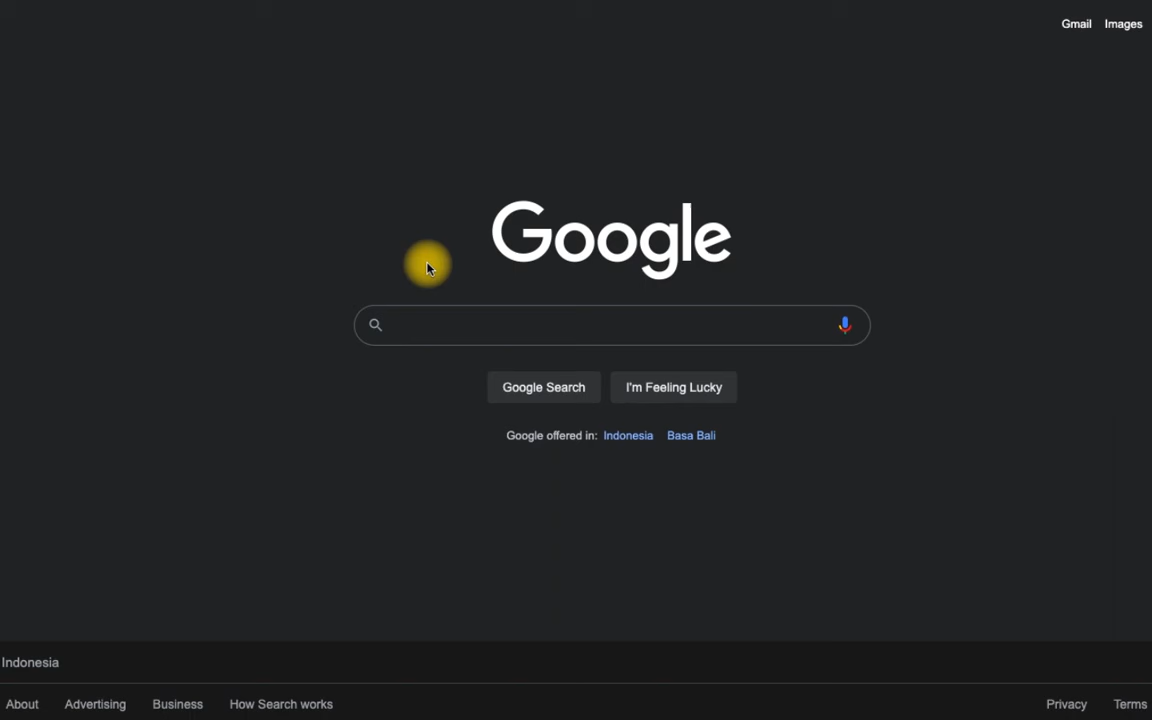 Gmail Images
Google
Google Search I'm Feeling Lucky
Google offered in: Indonesia Basa Bali
Indonesia
About Advertising Business How Search works Privacy Terms